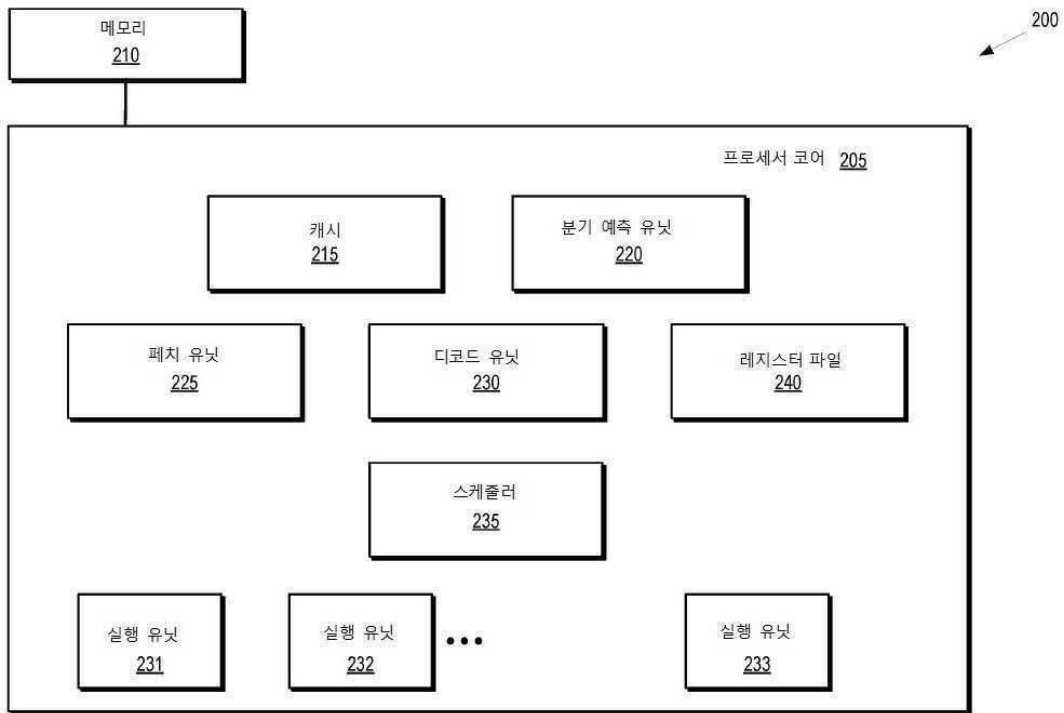 메모리
210
200
프로세서 코어 205
캐시
215
분기 예측 유닛
220
페치 유닛
225
디코드 유닛
230
레지스터 파일
240
스케줄러
235
실행 유닛
231
실행 유닛
232
•••
실행 유닛
233